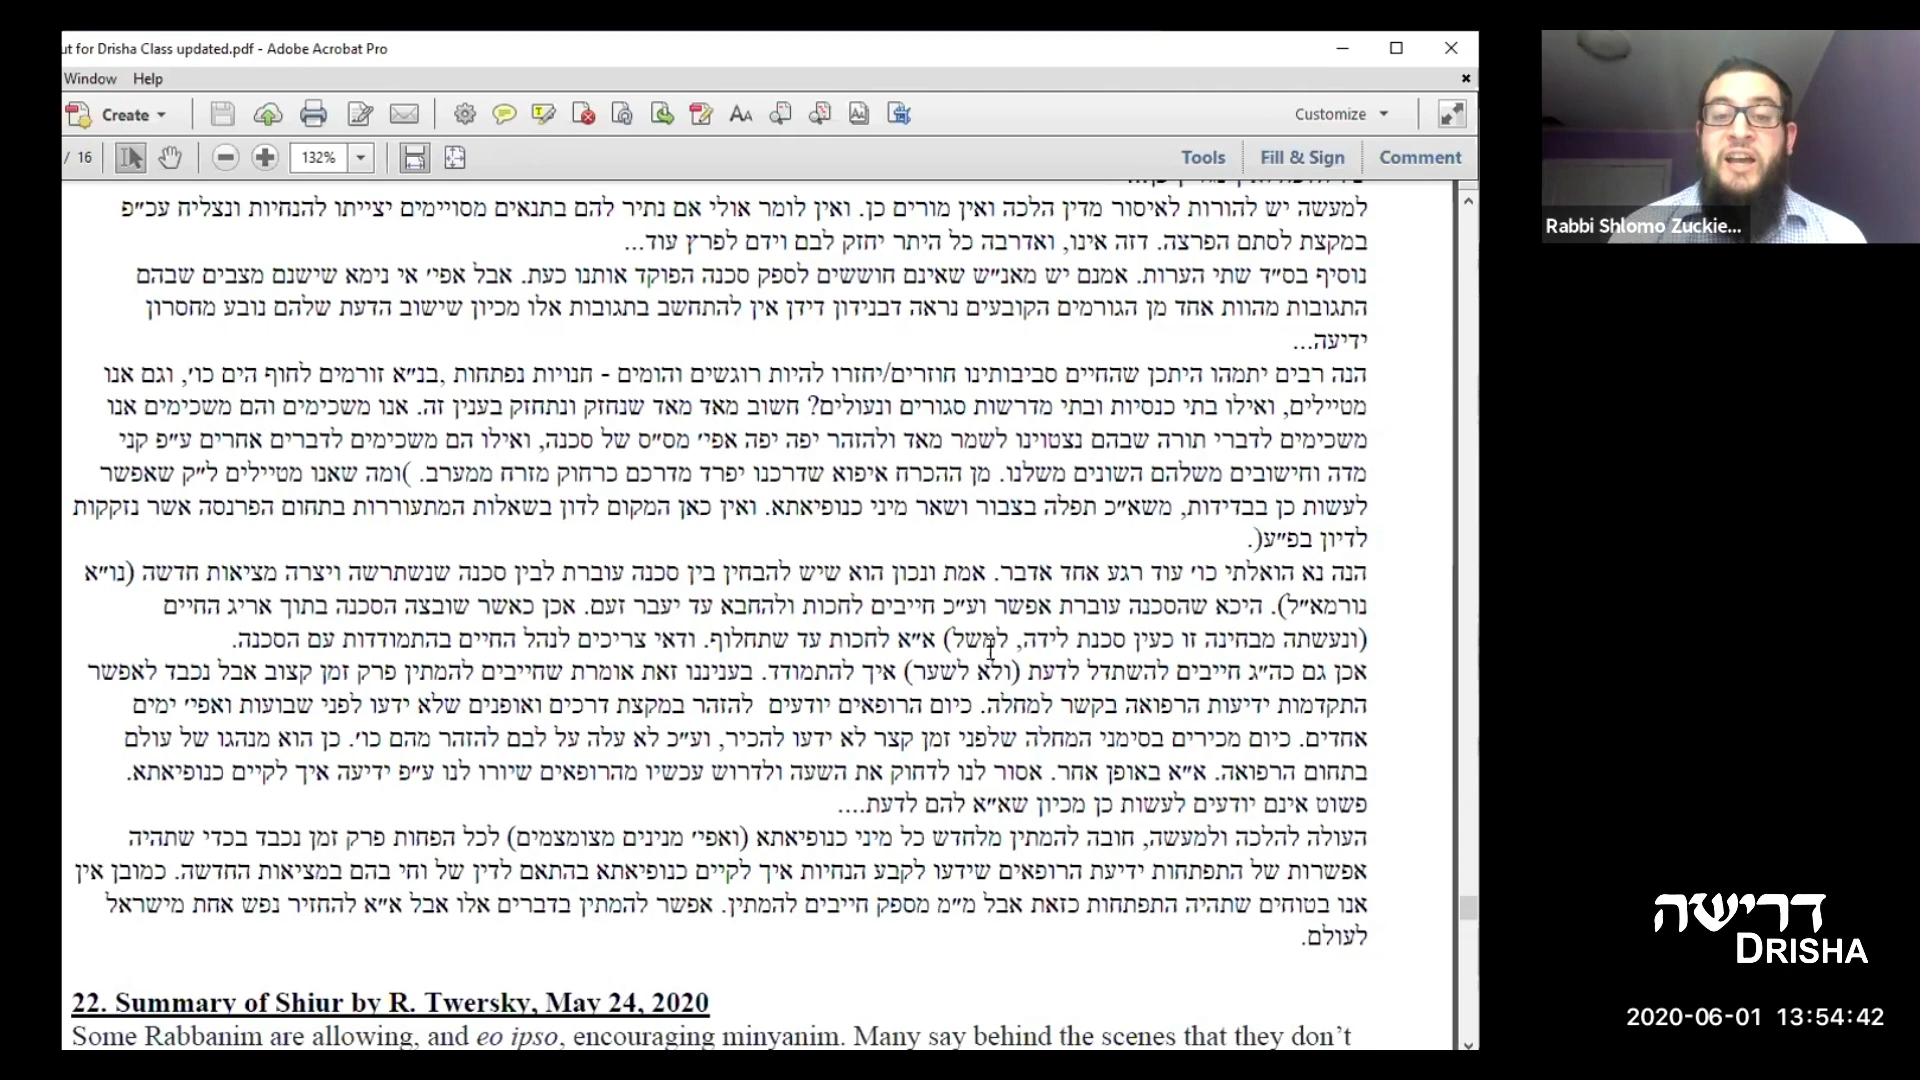 ut for Drisha Class updated.pdf - Adobe Acrobat Pro
Window Help
Create
Customize
/ 16
132%
Tools
Fill & Sign
Comment
למעשה יש להורות לאיסור מדין הלכה ואין מורים כן. ואין לומר אולי אם נתיר להם בתנאים מסויימים יצייתו להנחיות ונצליח עכ״פ
במקצת לסתם הפרצה. דזה אינו, ואדרבה כל היתר יחזק לבם וידם לפרץ עוד...
נוסיף בס״ד שתי הערות. אמנם יש מאנ״ש שאינם חוששים לספק סכנה הפוקד אותנו כעת. אבל אפי׳ אי נימא שישנם מצבים שבהם
התגובות מהוות אחד מן הגורמים הקובעים נראה דבנידון דידן אין להתחשב בתגובות אלו מכיון שישוב הדעת שלהם נובע מחסרון
ידיעה...
הנה רבים יתמהו היתכן שהחיים סביבותינו חוזרים/יחזרו להיות רוגשים והומים - חנויות נפתחות ,בנ״א זורמים לחוף הים כו׳, וגם אנו
מטיילים, ואילו בתי כנסיות ובתי מדרשות סגורים ונעולים? חשוב מאד מאד שנחזק ונתחזק בענין זה. אנו משכימים והם משכימים אנו
משכימים לדברי תורה שבהם נצטוינו לשמר מאד ולהזהר יפה יפה אפי׳ מס״ס של סכנה, ואילו הם משכימים לדברים אחרים ע״פ קני
מדה וחישובים משלהם השונים משלנו. מן ההכרח איפוא שדרכנו יפרד מדרכם כרחוק מזרח ממערב. )ומה שאנו מטיילים ל״ק שאפשר
לעשות כן בבדידות, משא״כ תפלה בצבור ושאר מיני כנופיאתא. ואין כאן המקום לדון בשאלות המתעוררות בתחום הפרנסה אשר נזקקות
לדיון בפ״ע(.
הנה נא הואלתי כו׳ עוד רגע אחד אדבר. אמת ונכון הוא שיש להבחין בין סכנה עוברת לבין סכנה שנשתרשה ויצרה מציאות חדשה (נו״א
נורמא״ל). היכא שהסכנה עוברת אפשר וע״כ חייבים לחכות ולהחבא עד יעבר זעם. אכן כאשר שובצה הסכנה בתוך אריג החיים
(ונעשתה מבחינה זו כעין סכנת לידה, למשל) א״א לחכות עד שתחלוף. ודאי צריכים לנהל החיים בהתמודדות עם הסכנה.
אכן גם כה״ג חייבים להשתדל לדעת (ולא לשער) איך להתמודד. בעניננו זאת אומרת שחייבים להמתין פרק זמן קצוב אבל נכבד לאפשר
התקדמות ידיעות הרפואה בקשר למחלה. כיום הרופאים יודעים להזהר במקצת דרכים ואופנים שלא ידעו לפני שבועות ואפי׳ ימים
אחדים. כיום מכירים בסימני המחלה שלפני זמן קצר לא ידעו להכיר, וע״כ לא עלה על לבם להזהר מהם כו׳. כן הוא מנהגו של עולם
בתחום הרפואה. א״א באופן אחר. אסור לנו לדחוק את השעה ולדרוש עכשיו מהרופאים שיורו לנו ע״פ ידיעה איך לקיים כנופיאתא.
פשוט אינם יודעים לעשות כן מכיון שא״א להם לדעת....
העולה להלכה ולמעשה, חובה להמתין מלחדש כל מיני כנופיאתא (ואפי׳ מנינים מצומצמים) לכל הפחות פרק זמן נכבד בכדי שתהיה
אפשרות של התפתחות ידיעת הרופאים שידעו לקבע הנחיות איך לקיים כנופיאתא בהתאם לדין של וחי בהם במציאות החדשה. כמובן אין
אנו בטוחים שתהיה התפתחות כזאת אבל מ״מ מספק חייבים להמתין. אפשר להמתין בדברים אלו אבל א״א להחזיר נפש אחת מישראל
לעולם.
22. Summary of Shiur by R. Twersky, May 24, 2020
Some Rabbanim are allowing, and eo ipso, encouraging minyanim. Many say behind the scenes that they don't
Rabbi Shlomo Zuckie...
דרישה
DRISHA
2020-06-01 13:54:42